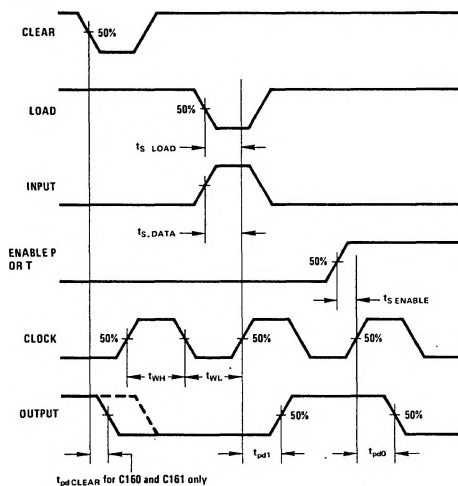 CLEAR
50%
LOAD
50%
tS LOAD
INPUT
tS.DATA
ENABLE P
OR T
50%
tS ENABLE
CLOCK
50%
50%
50%
tWH
tWL
OUTPUT
50%
50%
50%
tpd1
tpd0
tpd CLEAR for C160 and C161 only